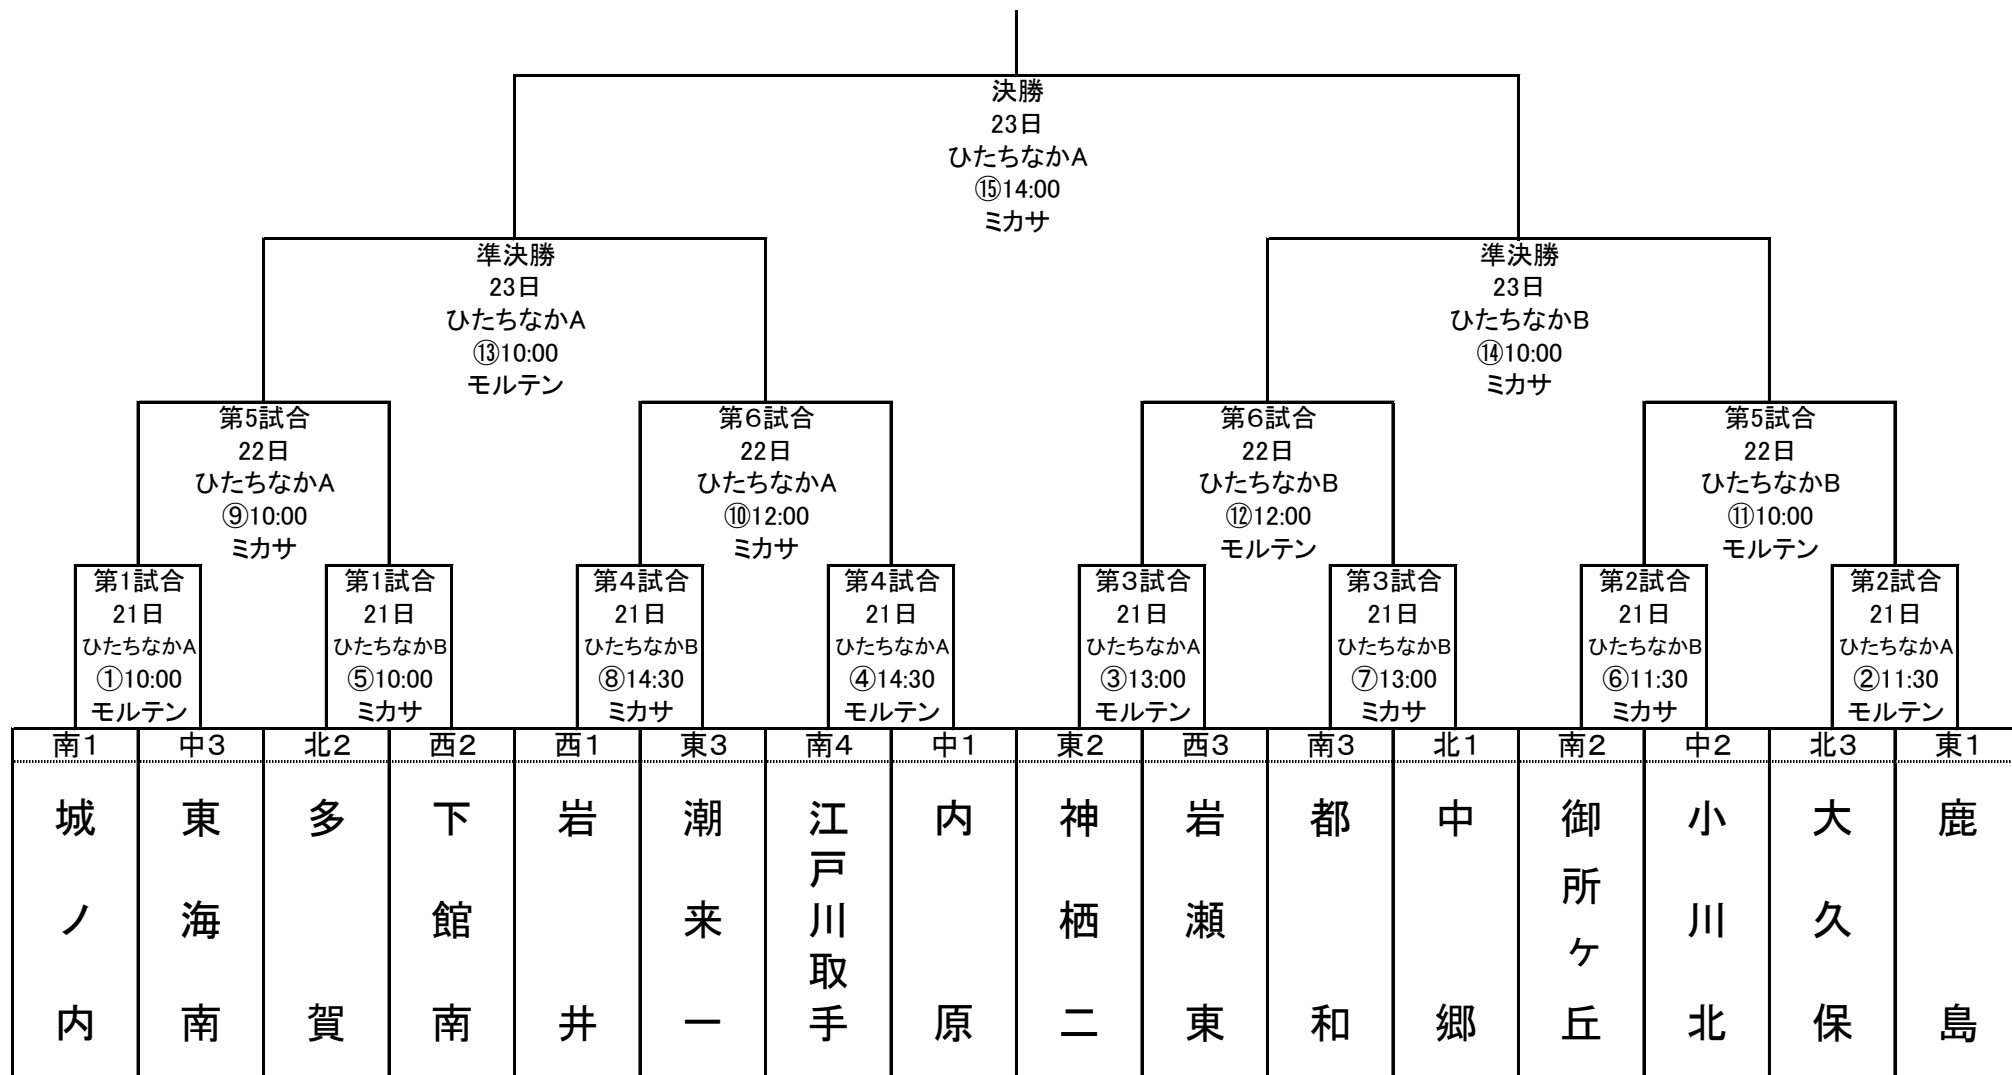 決勝
23日
ひたちなかA
⑮14:00
ミカサ
準決勝
23日
ひたちなかA
⑬10:00
モルテン
準決勝
23日
ひたちなかB
⑭10:00
ミカサ
第5試合
22日
ひたちなかA
⑨10:00
ミカサ
第6試合
22日
ひたちなかA
⑩12:00
ミカサ
第6試合
22日
ひたちなかB
⑫12:00
モルテン
第5試合
22日
ひたちなかB
⑪10:00
モルテン
第1試合
21日
ひたちなかA
①10:00
モルテン
第1試合
21日
ひたちなかB
⑤10:00
ミカサ
第4試合
21日
ひたちなかB
⑧14:30
ミカサ
第4試合
21日
ひたちなかA
④14:30
モルテン
第3試合
21日
ひたちなかA
③13:00
モルテン
第3試合
21日
ひたちなかB
⑦13:00
ミカサ
第2試合
21日
ひたちなかB
⑥11:30
ミカサ
第2試合
21日
ひたちなかA
②11:30
モルテン
南1
城ノ内
中3
東海南
北2
多賀
西2
下館南
西1
岩井
東3
潮来一
南4
江戸川取手
中1
内原
東2
神栖二
西3
岩瀬東
南3
都和
北1
中郷
南2
御所ヶ丘
中2
小川北
北3
大久保
東1
鹿島